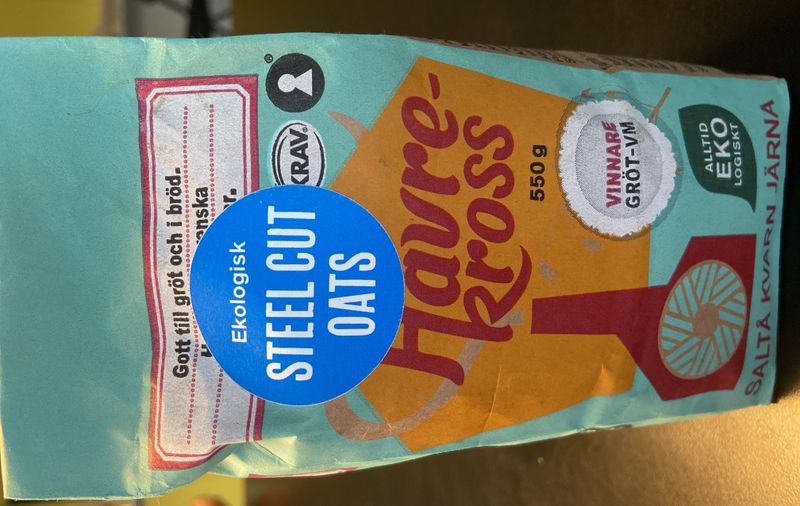 SALTÅ KVARN JÄRNA
ALLTID
EKO
LOGISKT
VINNARE
GRÖT-VM
Havre-
kross
550 g
KRAV
®
Ekologisk
STEEL CUT
OATS
Gott till gröt och i bröd.